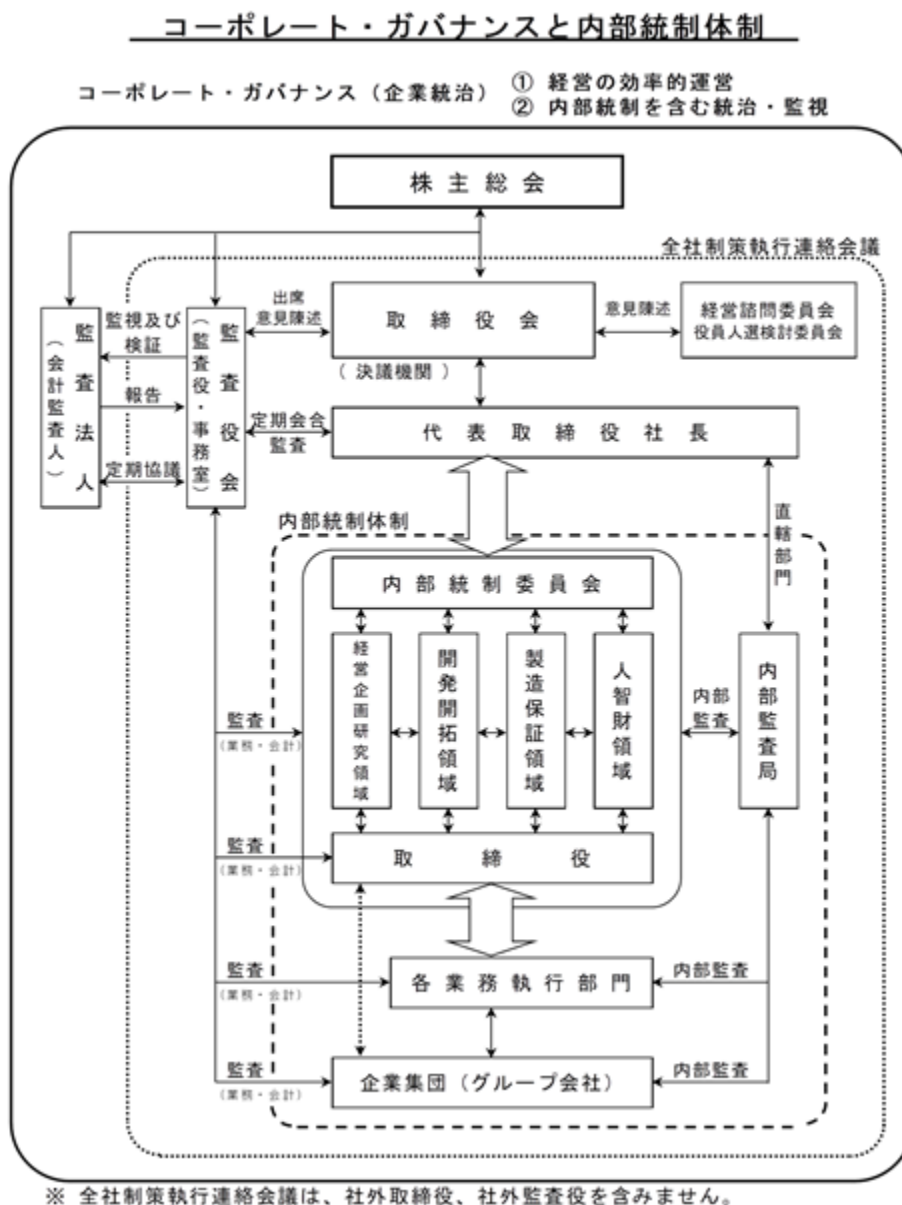 コーポレート・ガバナンスと内部統制体制
コーポレート・ガバナンス（企業統治）
① 経営の効率的運営
② 内部統制を含む統治・監視
株主総会
全社制策執行連絡会議
監査法人
（会計監査人）
監視及び
検証
報告
定期協議
監査役会
（監査役・事務室）
出席
意見陳述
取締役会
（決議機関）
意見陳述
経営諮問委員会
役員人選検討委員会
定期会合
監査
代表取締役社長
直轄部門
内部統制体制
内部統制委員会
経営企画研究領域
開発開拓領域
製造保証領域
人智財領域
内部
監査
内部監査局
監査
（業務・会計）
監査
（業務・会計）
取締役
監査
（業務・会計）
各業務執行部門
内部監査
監査
（業務・会計）
企業集団（グループ会社）
内部監査
※ 全社制策執行連絡会議は、社外取締役、社外監査役を含みません。